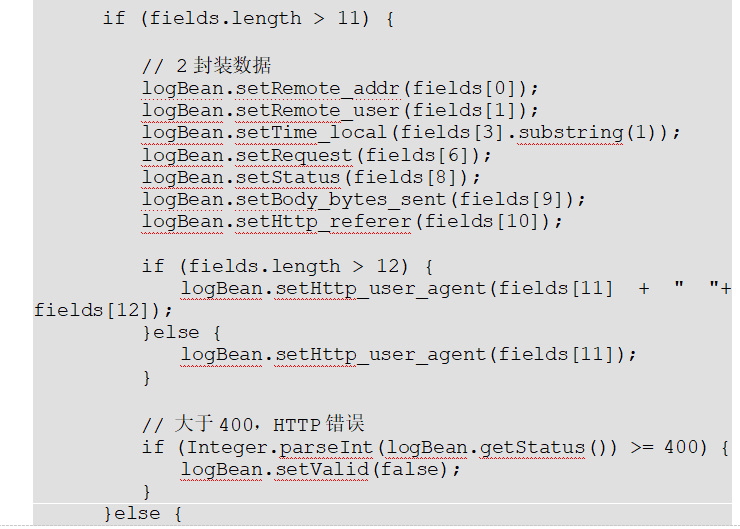 if (fields.length > 11) {
// 2 封装数据
logBean.setRemote_addr(fields[0]);
logBean.setRemote_user(fields[1]);
logBean.setTime_local(fields[3].substring(1));
logBean.setRequest(fields[6]);
logBean.setStatus(fields[8]);
logBean.setBody_bytes_sent(fields[9]);
logBean.setHttp_referer(fields[10]);
if (fields.length > 12) {
logBean.setHttp_user_agent(fields[11] + " "+
fields[12]);
}else {
logBean.setHttp_user_agent(fields[11]);
}
// 大于 400，HTTP 错误
if (Integer.parseInt(logBean.getStatus()) >= 400) {
logBean.setValid(false);
}
}else {